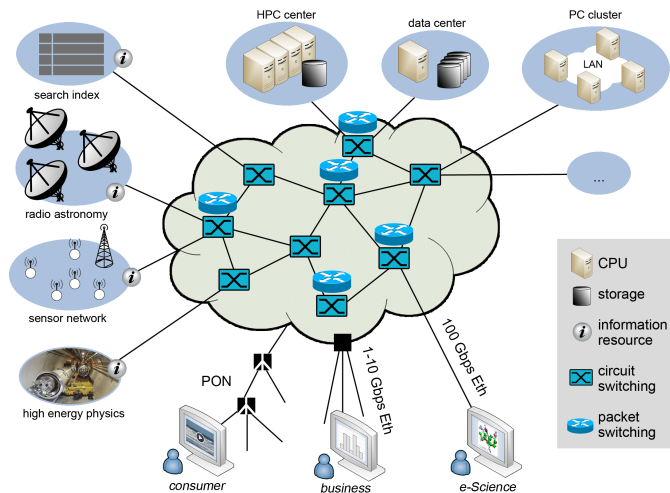 HPC center
data center
PC cluster
LAN
search index
i
radio astronomy
i
...
sensor network
i
high energy physics
i
CPU
storage
i
information
resource
circuit
switching
packet
switching
PON
1-10 Gbps Eth
100 Gbps Eth
consumer
business
e-Science